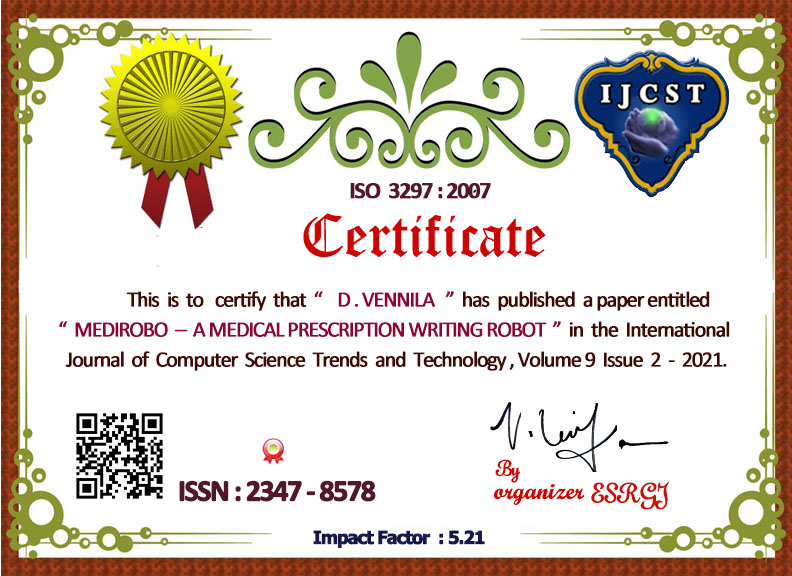 IJCST
ISO 3297 : 2007
Certificate
This is to certify that “ D . VENNILA ” has published a paper entitled
“ MEDIROBO – A MEDICAL PRESCRIPTION WRITING ROBOT ” in the International
Journal of Computer Science Trends and Technology , Volume 9 Issue 2 - 2021.
By
organizer ESRGJ
ISSN : 2347 - 8578
Impact Factor : 5.21